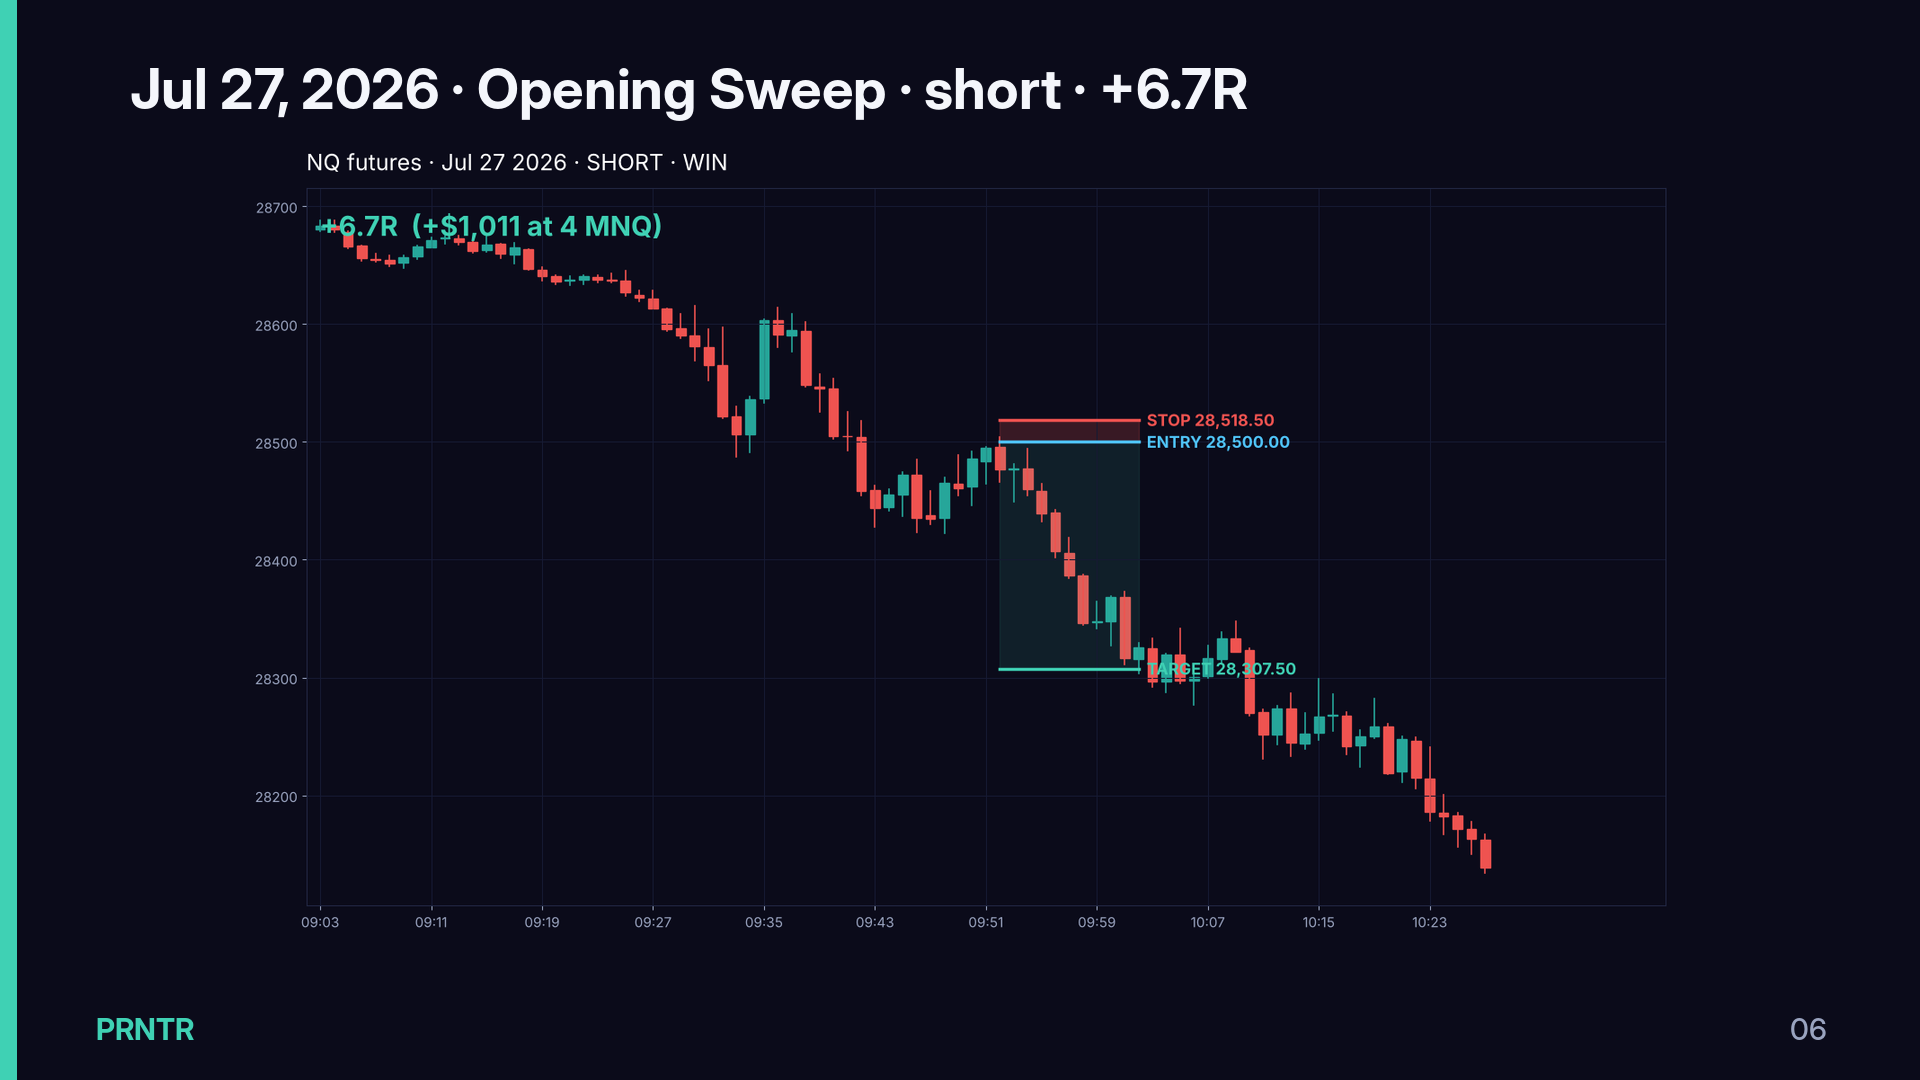 Jul 27, 2026 · Opening Sweep · short · +6.7R
NQ futures · Jul 27 2026 · SHORT · WIN
+6.7R (+$1,011 at 4 MNQ)
28700
28600
28500
28400
28300
28200
STOP 28,518.50
ENTRY 28,500.00
TARGET 28,307.50
09:03 09:11 09:19 09:27 09:35 09:43 09:51 09:59 10:07 10:15 10:23
PRNTR
06